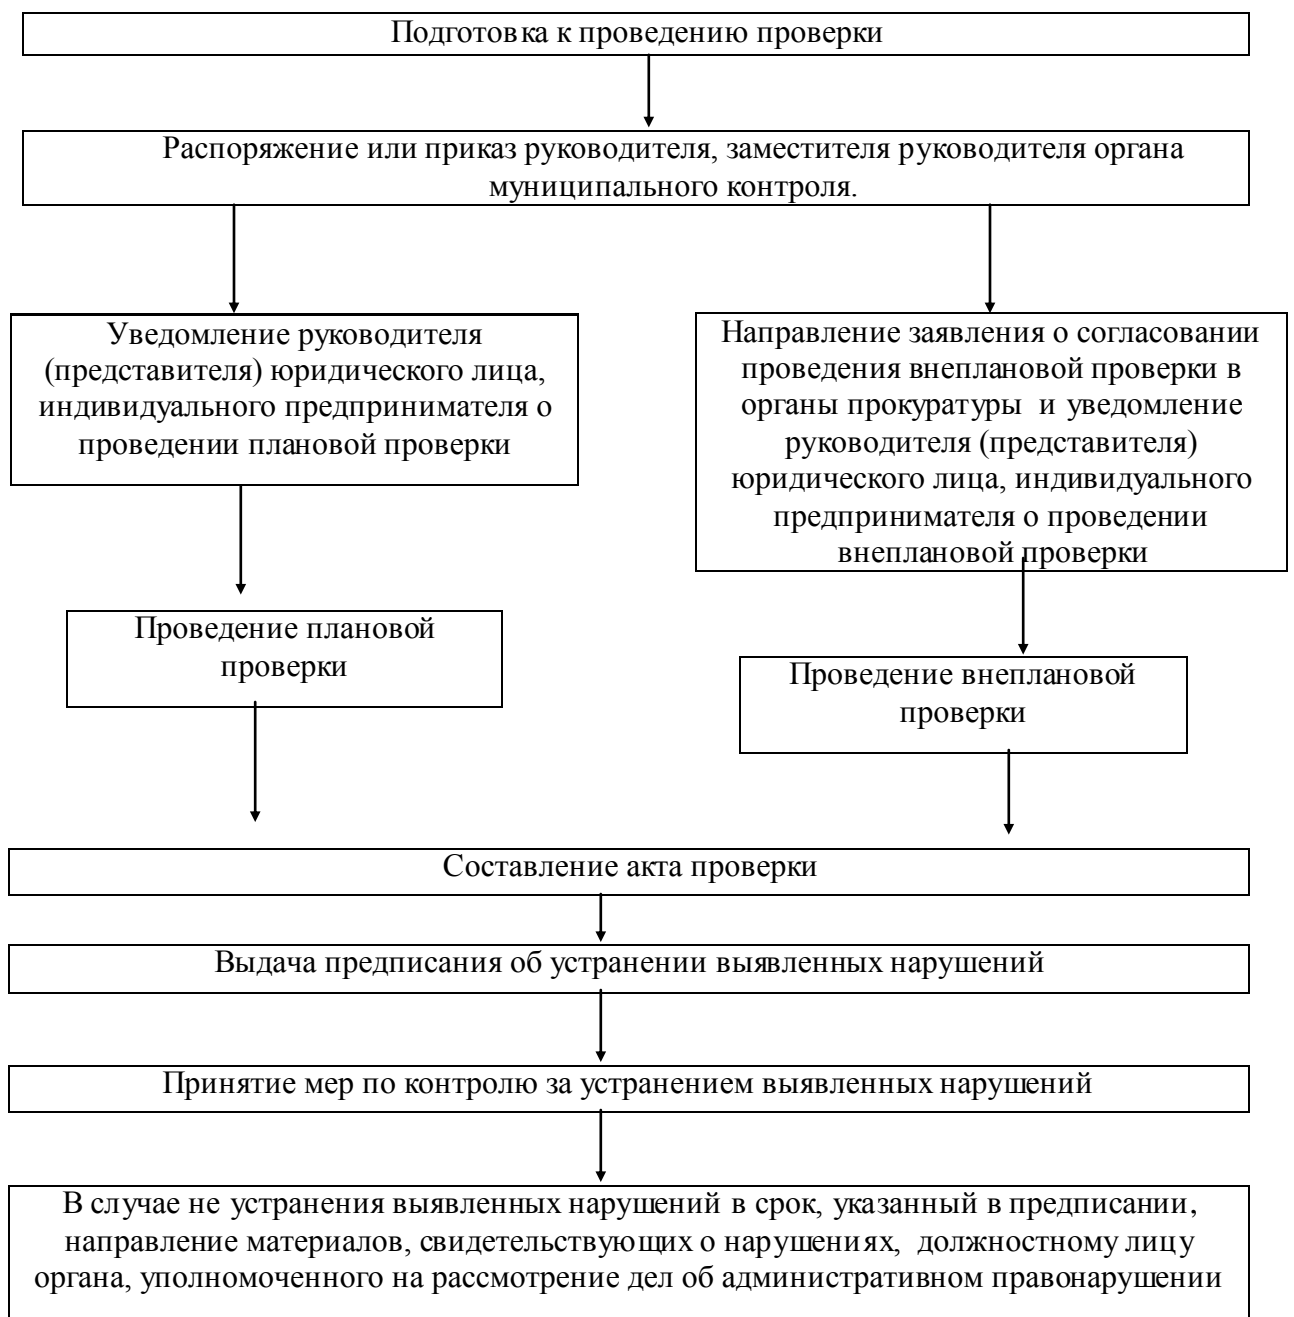 Подготовка к проведению проверки
Распоряжение или приказ руководителя, заместителя руководителя органа
муниципального контроля.
Уведомление руководителя
(представителя) юридического лица,
индивидуального предпринимателя о
проведении плановой проверки
Направление заявления о согласовании
проведения внеплановой проверки в
органы прокуратуры и уведомление
руководителя (представителя)
юридического лица, индивидуального
предпринимателя о проведении
внеплановой проверки
Проведение плановой
проверки
Проведение внеплановой
проверки
Составление акта проверки
Выдача предписания об устранении выявленных нарушений
Принятие мер по контролю за устранением выявленных нарушений
В случае не устранения выявленных нарушений в срок, указанный в предписании,
направление материалов, свидетельствующих о нарушениях, должностному лицу
органа, уполномоченного на рассмотрение дел об административном правонарушении